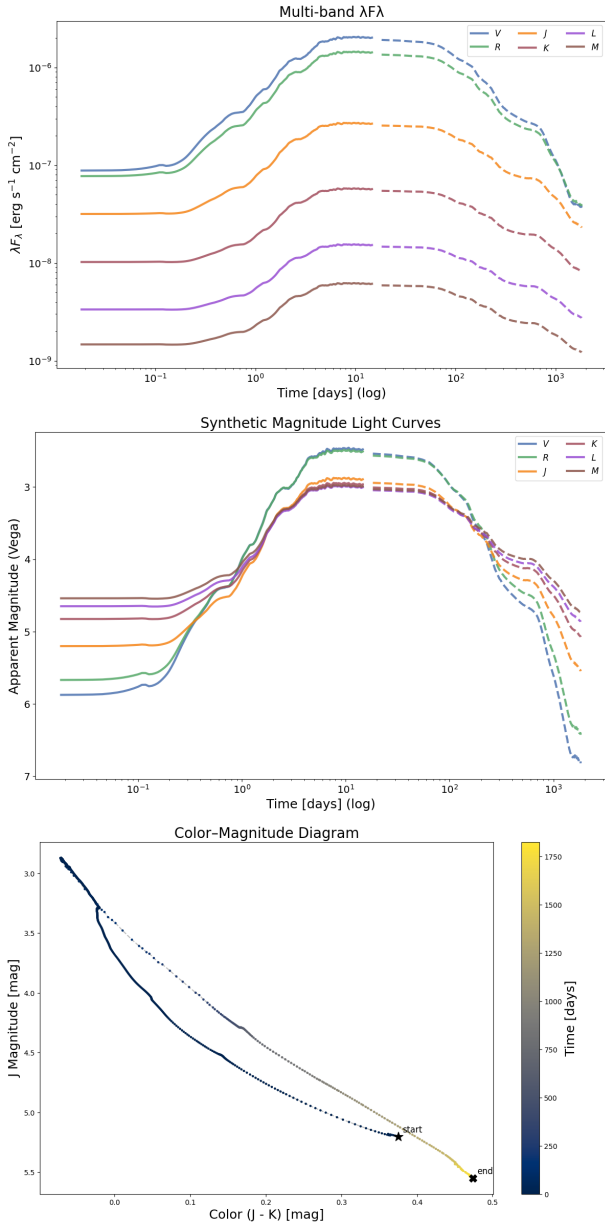 Multi-band λFλ
V
R
J
K
L
M
10⁻⁶
10⁻⁷
10⁻⁸
10⁻⁹
λFλ [erg s⁻¹ cm⁻²]
10⁻¹
10⁰
10¹
10²
10³
Time [days] (log)
Synthetic Magnitude Light Curves
V
R
J
K
L
M
3
4
5
6
7
Apparent Magnitude (Vega)
10⁻¹
10⁰
10¹
10²
10³
Time [days] (log)
Color–Magnitude Diagram
3.0
3.5
4.0
4.5
5.0
5.5
J Magnitude [mag]
start
end
0.0
0.1
0.2
0.3
0.4
0.5
Color (J - K) [mag]
1750
1500
1250
1000
750
500
250
0
Time [days]